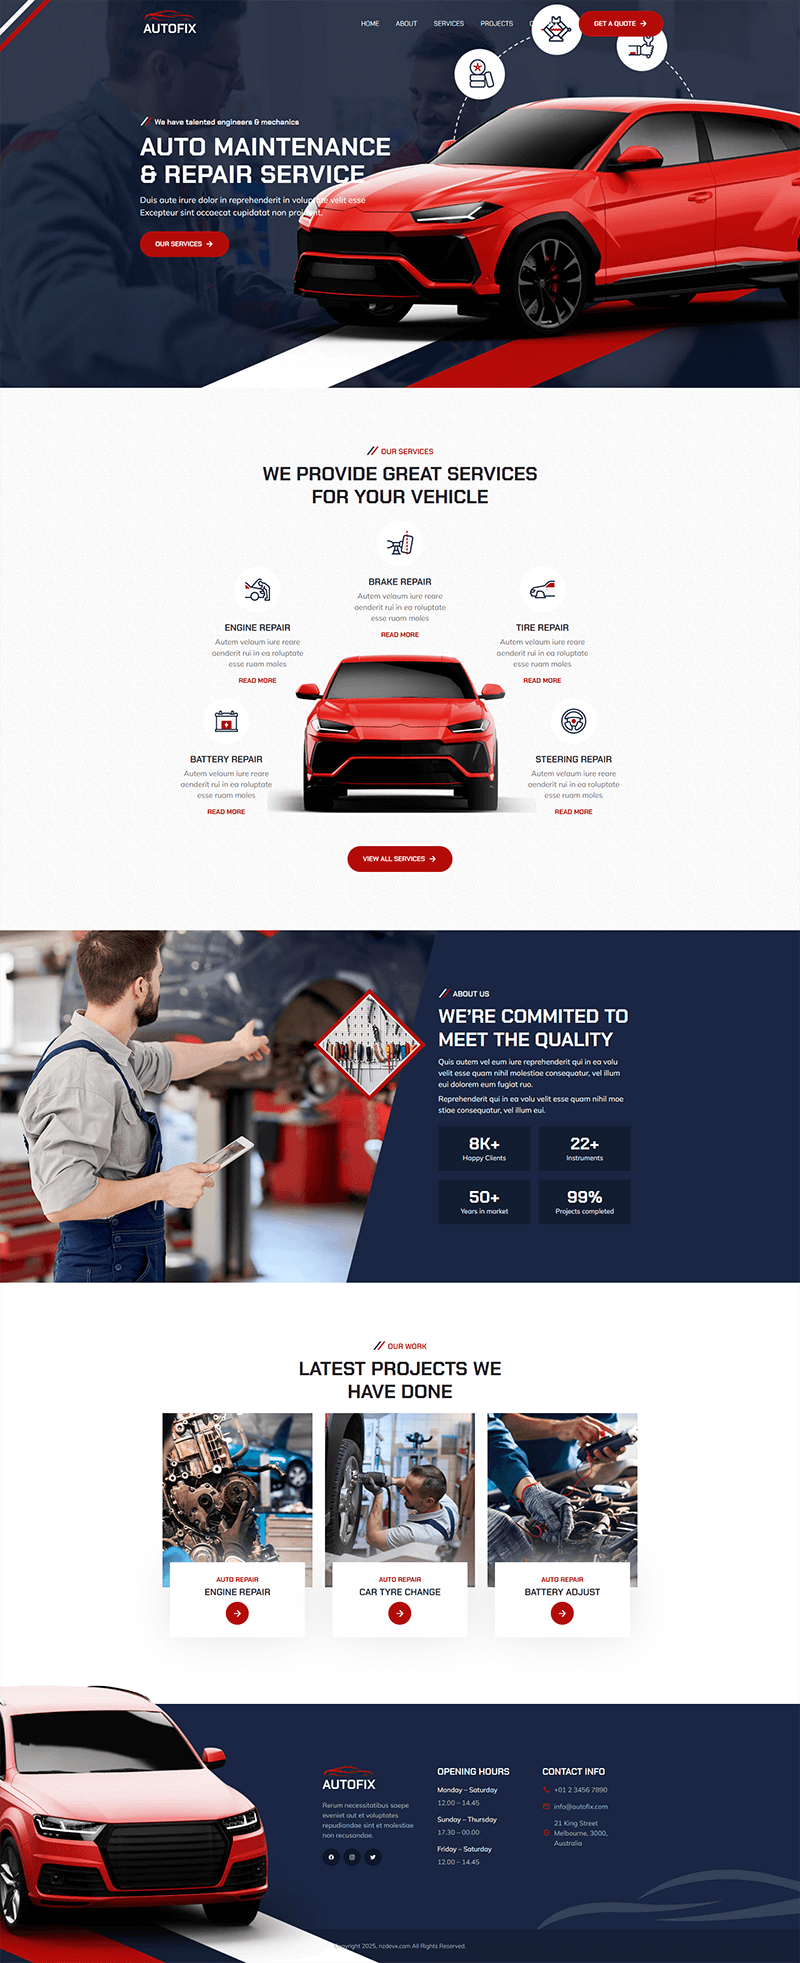 AUTOFIX
HOME ABOUT SERVICES PROJECTS
GET A QUOTE
We have talented engineers & mechanics
AUTO MAINTENANCE
& REPAIR SERVICE
Duis aute irure dolor in reprehenderit in voluptate velit esse
Excepteur sint occaecat cupidatat non proident.
OUR SERVICES
OUR SERVICES
WE PROVIDE GREAT SERVICES
FOR YOUR VEHICLE
BRAKE REPAIR
Autem velaum iure reare
aenderit rui in ea roluptate
esse ruam moles
READ MORE
ENGINE REPAIR
Autem velaum iure reare
aenderit rui in ea roluptate
esse ruam moles
READ MORE
TIRE REPAIR
Autem velaum iure reare
aenderit rui in ea roluptate
esse ruam moles
READ MORE
BATTERY REPAIR
Autem velaum iure reare
aenderit rui in ea roluptate
esse ruam moles
READ MORE
STEERING REPAIR
Autem velaum iure reare
aenderit rui in ea roluptate
esse ruam moles
READ MORE
VIEW ALL SERVICES
ABOUT US
WE'RE COMMITED TO
MEET THE QUALITY
Quis autem vel eum iure reprehenderit qui in ea volu
velit esse quam nihil molestiae consequatur, vel illum
eui dolorem eum fugiat ruo.
Reprehenderit qui in ea volu velit esse quam nihil moe
stiae consequatur, vel illum eui.
8K+
Happy Clients
22+
Instruments
50+
Years in market
99%
Projects completed
OUR WORK
LATEST PROJECTS WE
HAVE DONE
AUTO REPAIR
ENGINE REPAIR
AUTO REPAIR
CAR TYRE CHANGE
AUTO REPAIR
BATTERY ADJUST
AUTOFIX
Rerum necessitatibus saepe
eveniet aut et voluptates
repudiandae sint et molestiae
non recusandae.
OPENING HOURS
Monday – Saturday
12.00 – 14.45
Sunday – Thursday
17.30 – 00.00
Friday – Saturday
12.00 – 14.45
CONTACT INFO
+01 2 3456 7890
info@autofix.com
21 King Street
Melbourne, 3000,
Australia
Copyright 2025, nzdevx.com All Rights Reserved.